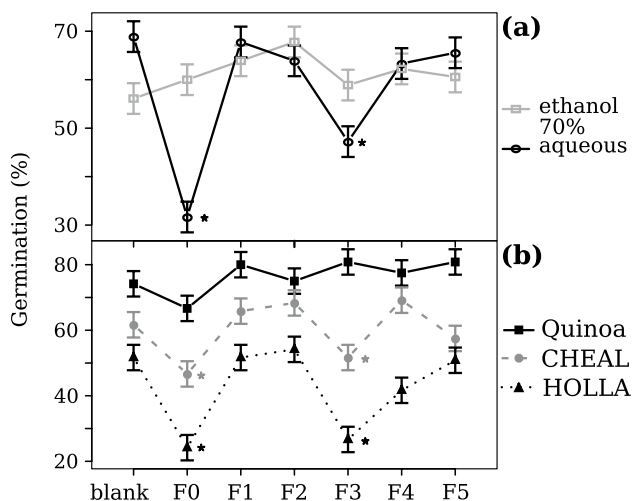 (a)
70
50
30
ethanol
70%
aqueous
*
*
Germination (%)
(b)
80
60
40
20
Quinoa
CHEAL
HOLLA
*
*
*
*
blank F0 F1 F2 F3 F4 F5